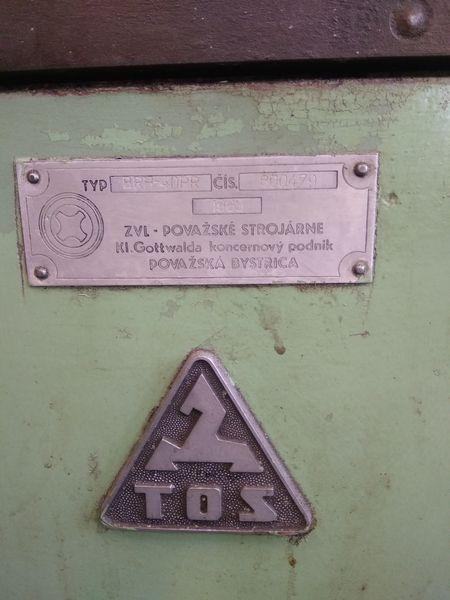 TYP ČÍS.
ZVL - POVAŽSKÉ STROJÁRNE
Kl. Gottwalda koncernový podnik
POVAŽSKÁ BYSTRICA
TOS